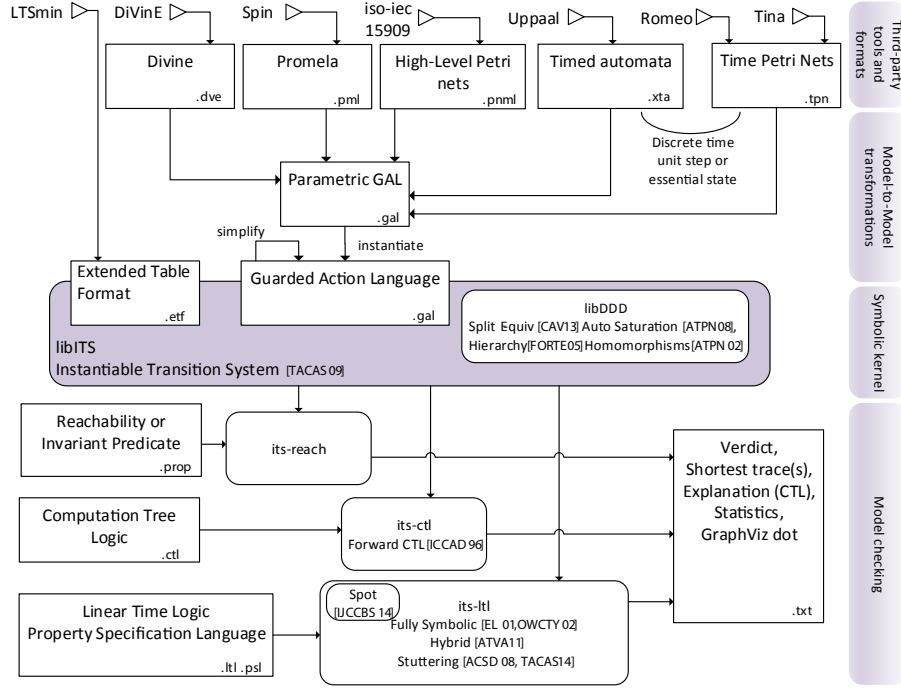 LTSmin
DiVinE
Spin
iso-iec
15909
Uppaal
Romeo
Tina
Divine
.dve
Promela
.pml
High-Level Petri
nets
.pnml
Timed automata
.xta
Time Petri Nets
.tpn
Third-party
tools and
formats
Discrete time
unit step or
essential state
Parametric GAL
.gal
Model-to-Model
transformations
simplify
instantiate
Extended Table
Format
.etf
Guarded Action Language
.gal
libDDD
Split Equiv [CAV13] Auto Saturation [ATPN08],
Hierarchy[FORTE05] Homomorphisms[ATPN 02]
libITS
Instantiable Transition System [TACAS 09]
Symbolic kernel
Reachability or
Invariant Predicate
.prop
its-reach
Computation Tree
Logic
.ctl
its-ctl
Forward CTL [ICCAD 96]
Linear Time Logic
Property Specification Language
.ltl .psl
Spot
[IJCCBS 14]
its-ltl
Fully Symbolic [EL 01,OWCTY 02]
Hybrid [ATVA11]
Stuttering [ACSD 08, TACAS14]
Verdict,
Shortest trace(s),
Explanation (CTL),
Statistics,
GraphViz dot
.txt
Model checking